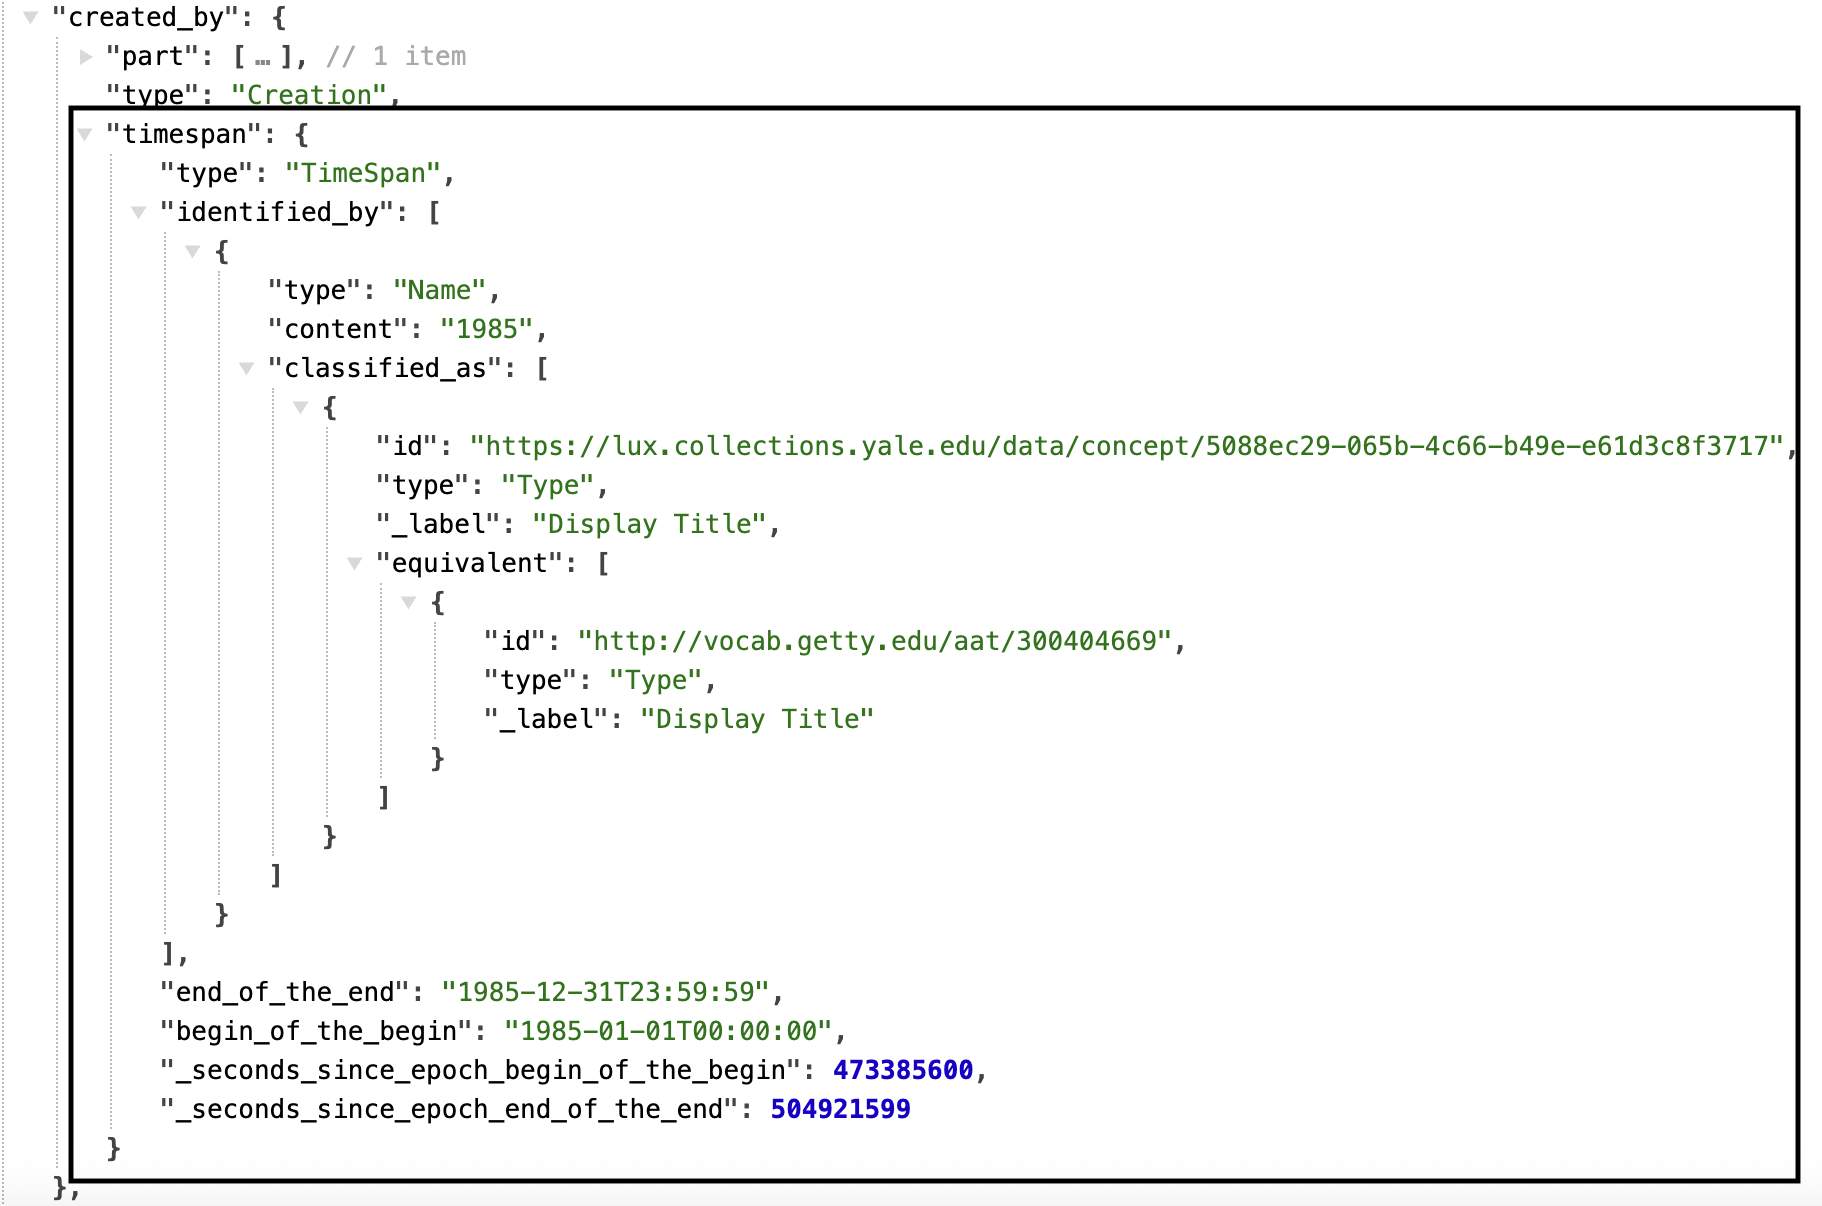 "created_by": {
"part": [ … ], // 1 item
"type": "Creation",
"timespan": {
"type": "TimeSpan",
"identified_by": [
{
"type": "Name",
"content": "1985",
"classified_as": [
{
"id": "https://lux.collections.yale.edu/data/concept/5088ec29-065b-4c66-b49e-e61d3c8f3717",
"type": "Type",
"_label": "Display Title",
"equivalent": [
{
"id": "http://vocab.getty.edu/aat/300404669",
"type": "Type",
"_label": "Display Title"
}
]
}
]
}
],
"end_of_the_end": "1985-12-31T23:59:59",
"begin_of_the_begin": "1985-01-01T00:00:00",
"_seconds_since_epoch_begin_of_the_begin": 473385600,
"_seconds_since_epoch_end_of_the_end": 504921599
}
},